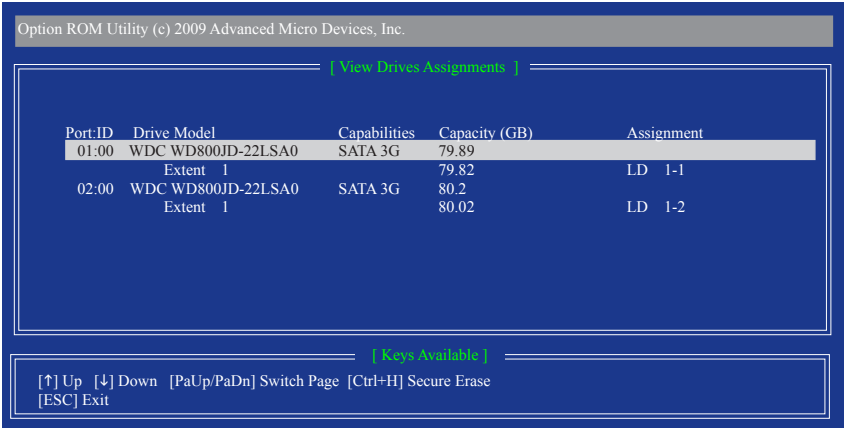 Option ROM Utility (c) 2009 Advanced Micro Devices, Inc.
[ View Drives Assignments ]
Port:ID Drive Model Capabilities Capacity (GB) Assignment
01:00 WDC WD800JD-22LSA0 SATA 3G 79.89
Extent 1 79.82 LD 1-1
02:00 WDC WD800JD-22LSA0 SATA 3G 80.2
Extent 1 80.02 LD 1-2
[ Keys Available ]
[↑] Up [↓] Down [PaUp/PaDn] Switch Page [Ctrl+H] Secure Erase
[ESC] Exit